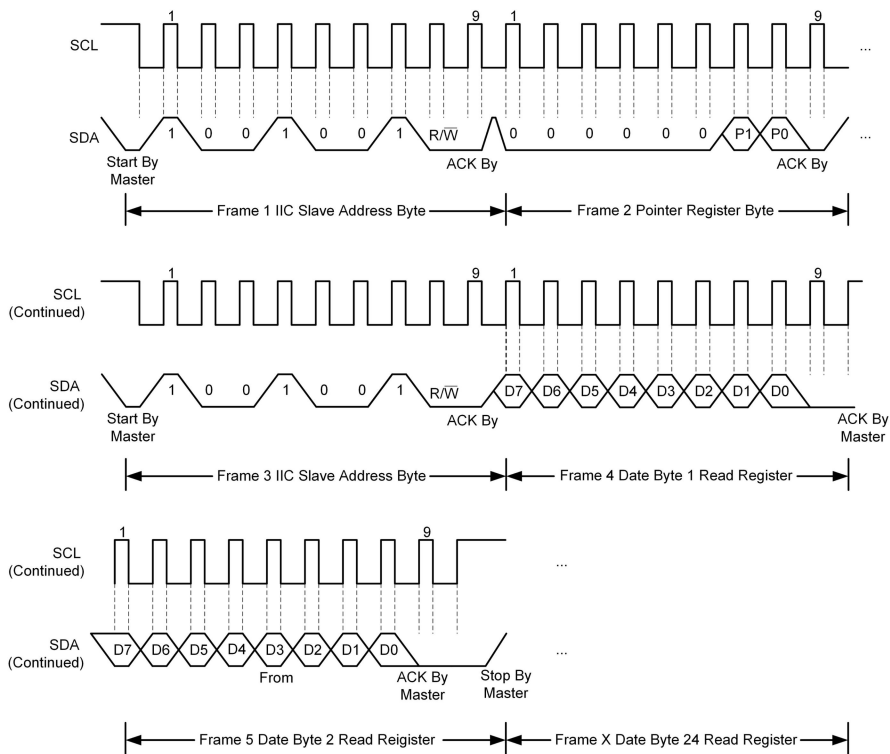 1 9 1 9
SCL ...
SDA 1 0 0 1 0 0 1 R/W̅ 0 0 0 0 0 0 P1 P0 ...
Start By
Master
ACK By
ACK By
Frame 1 IIC Slave Address Byte
Frame 2 Pointer Register Byte
1 9 1 9
SCL
(Continued)
SDA
(Continued)
1 0 0 1 0 0 1 R/W̅ D7 D6 D5 D4 D3 D2 D1 D0
Start By
Master
ACK By
ACK By
Master
Frame 3 IIC Slave Address Byte
Frame 4 Date Byte 1 Read Register
1 9
SCL
(Continued)
...
SDA
(Continued)
D7 D6 D5 D4 D3 D2 D1 D0
...
From
ACK By
Master
Stop By
Master
Frame 5 Date Byte 2 Read Reigister
Frame X Date Byte 24 Read Register